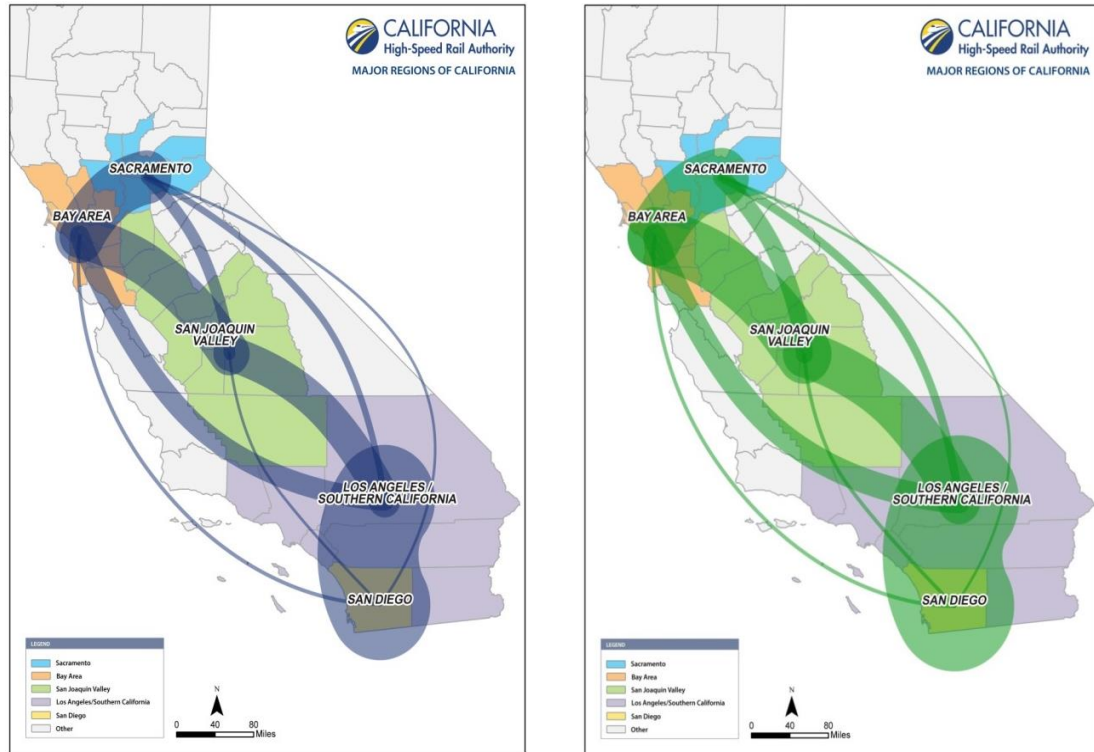 CALIFORNIA
High-Speed Rail Authority
MAJOR REGIONS OF CALIFORNIA
SACRAMENTO
BAY AREA
SAN JOAQUIN
VALLEY
LOS ANGELES /
SOUTHERN CALIFORNIA
SAN DIEGO
LEGEND
Sacramento
Bay Area
San Joaquin Valley
Los Angeles/Southern California
San Diego
Other
N
0 40 80
Miles
CALIFORNIA
High-Speed Rail Authority
MAJOR REGIONS OF CALIFORNIA
SACRAMENTO
BAY AREA
SAN JOAQUIN
VALLEY
LOS ANGELES /
SOUTHERN CALIFORNIA
SAN DIEGO
LEGEND
Sacramento
Bay Area
San Joaquin Valley
Los Angeles/Southern California
San Diego
Other
N
0 40 80
Miles